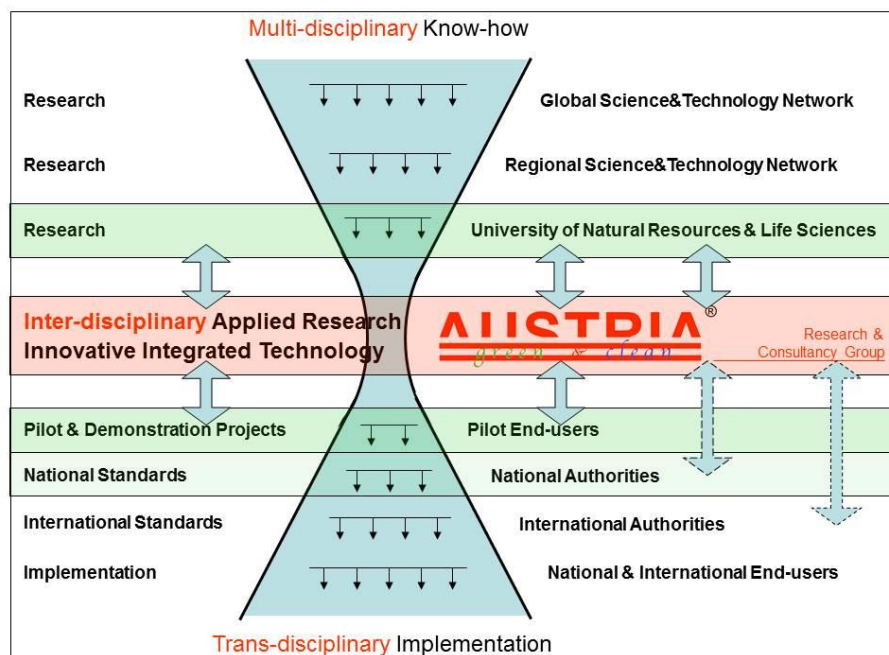 Multi-disciplinary Know-how
Research Global Science&Technology Network
Research Regional Science&Technology Network
Research University of Natural Resources & Life Sciences
Inter-disciplinary Applied Research
Innovative Integrated Technology
AUSTRIA®
green & clean
Research &
Consultancy Group
Pilot & Demonstration Projects Pilot End-users
National Standards National Authorities
International Standards International Authorities
Implementation National & International End-users
Trans-disciplinary Implementation